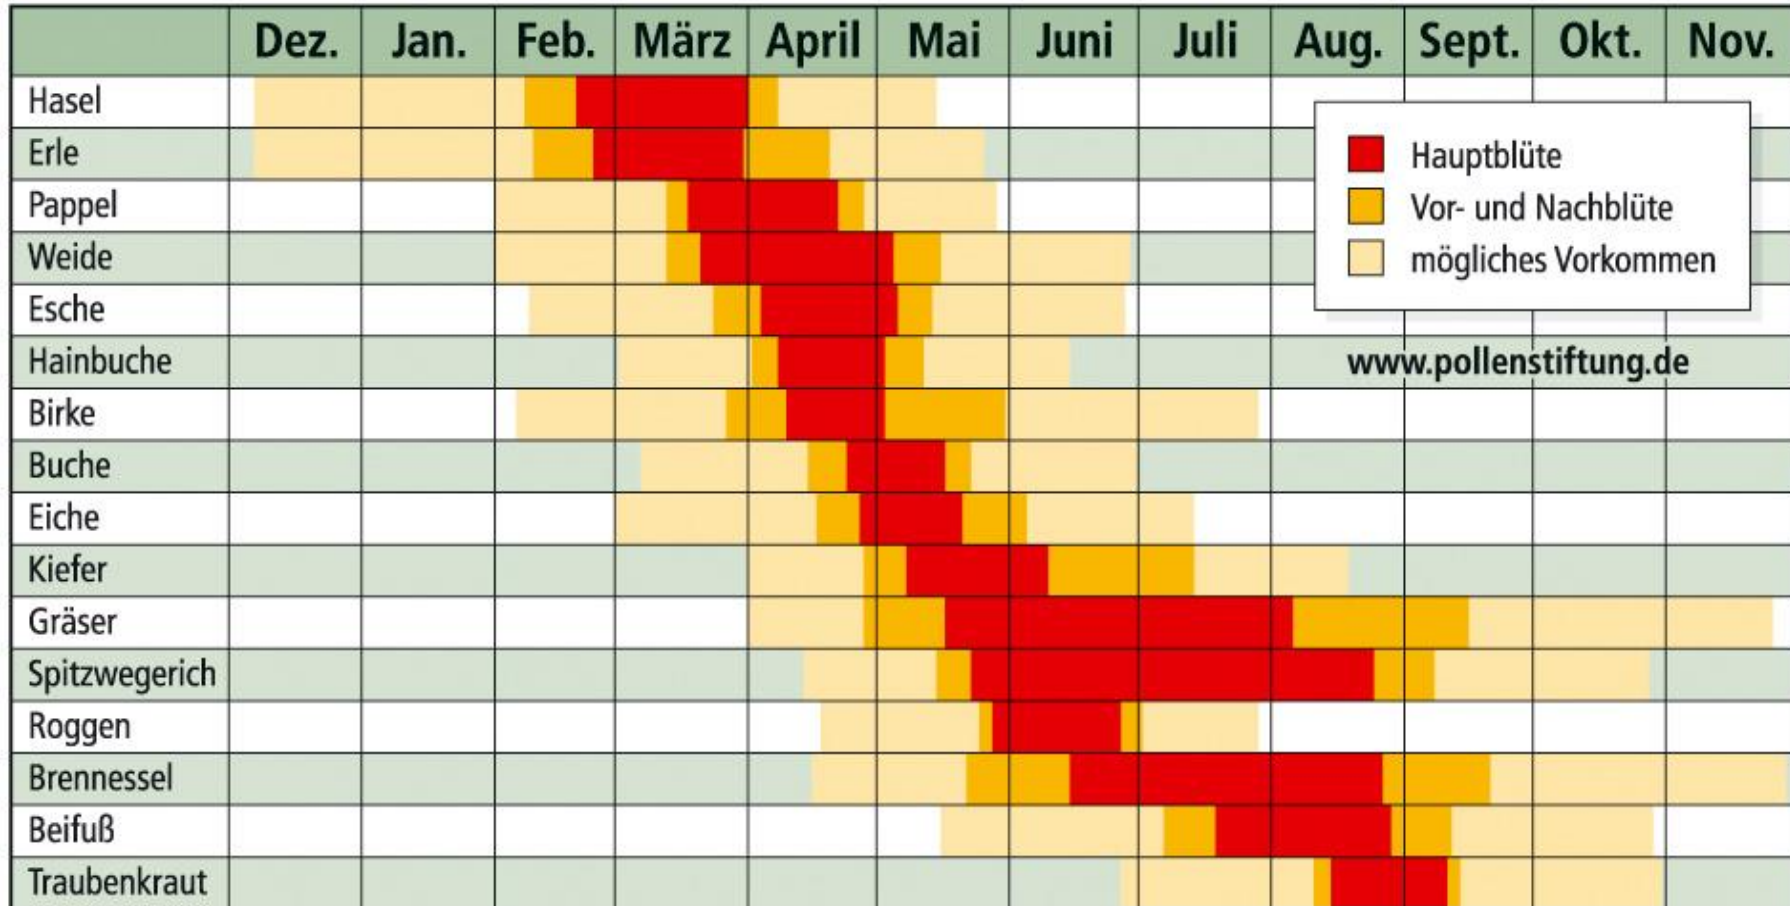 Dez. Jan. Feb. März April Mai Juni Juli Aug. Sept. Okt. Nov.
Hasel
Erle
Hauptblüte
Pappel
Vor- und Nachblüte
Weide
mögliches Vorkommen
Esche
Hainbuche
www.pollenstiftung.de
Birke
Buche
Eiche
Kiefer
Gräser
Spitzwegerich
Roggen
Brennessel
Beifuß
Traubenkraut